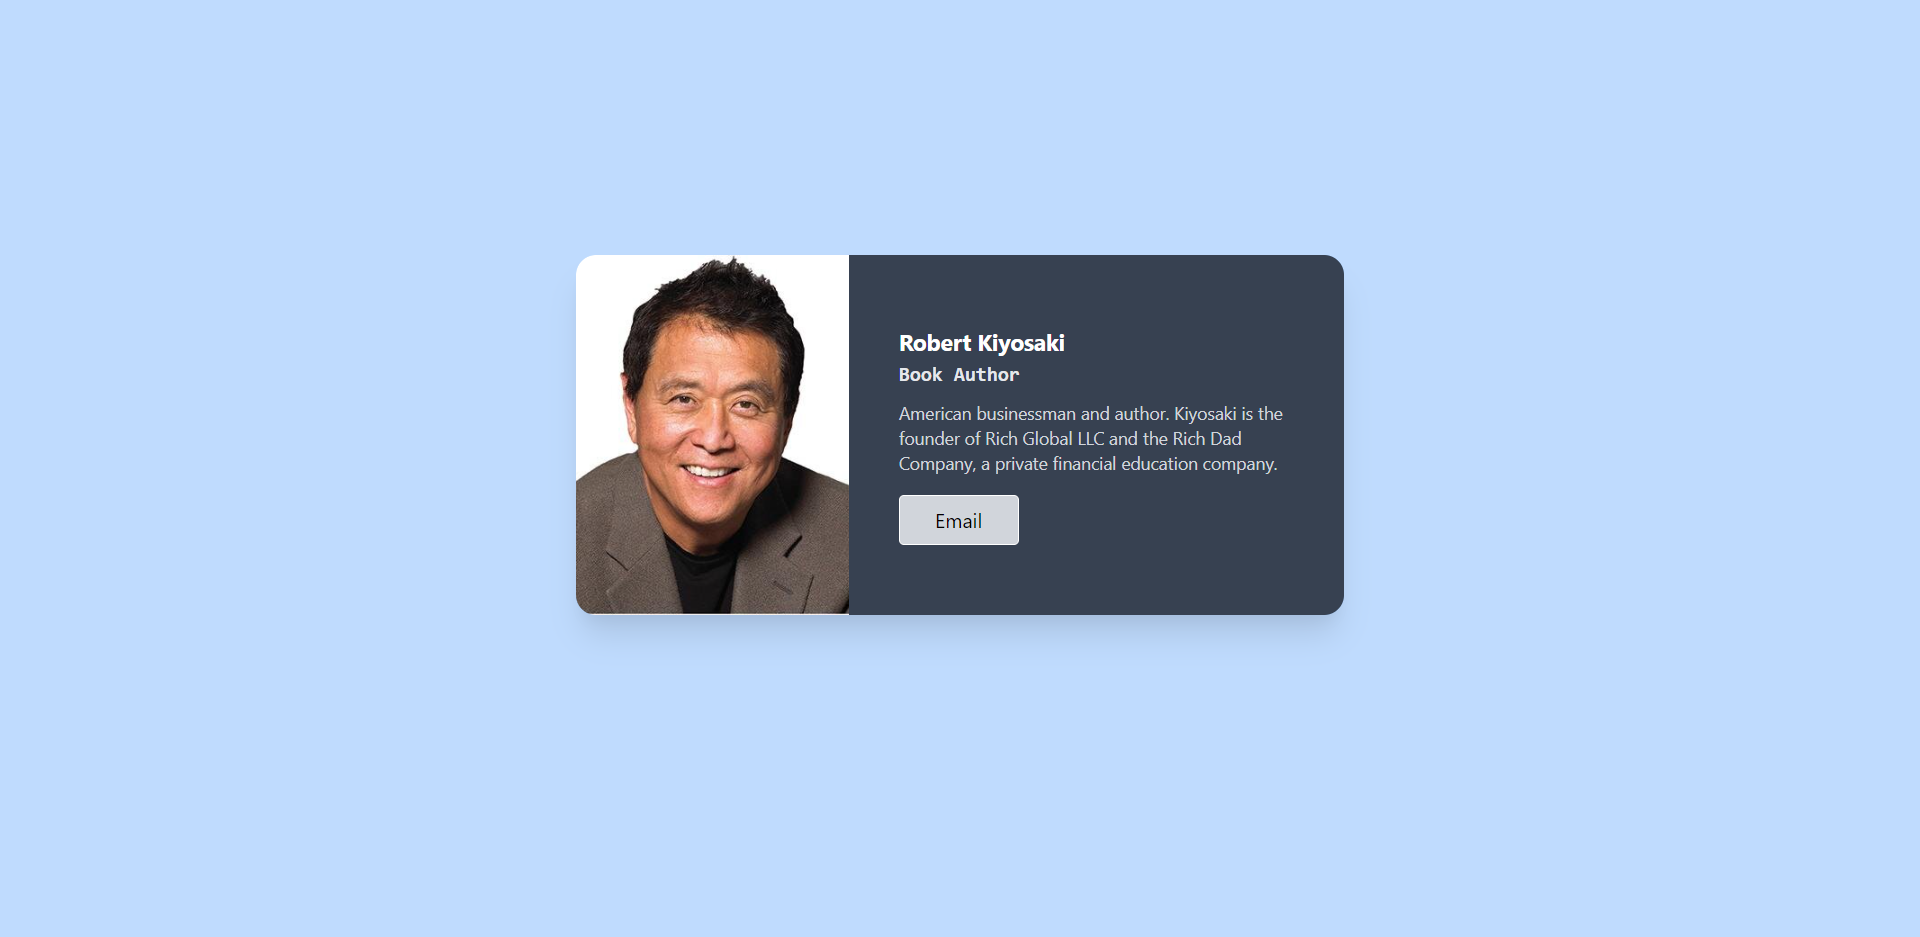 Robert Kiyosaki
Book Author
American businessman and author. Kiyosaki is the
founder of Rich Global LLC and the Rich Dad
Company, a private financial education company.
Email